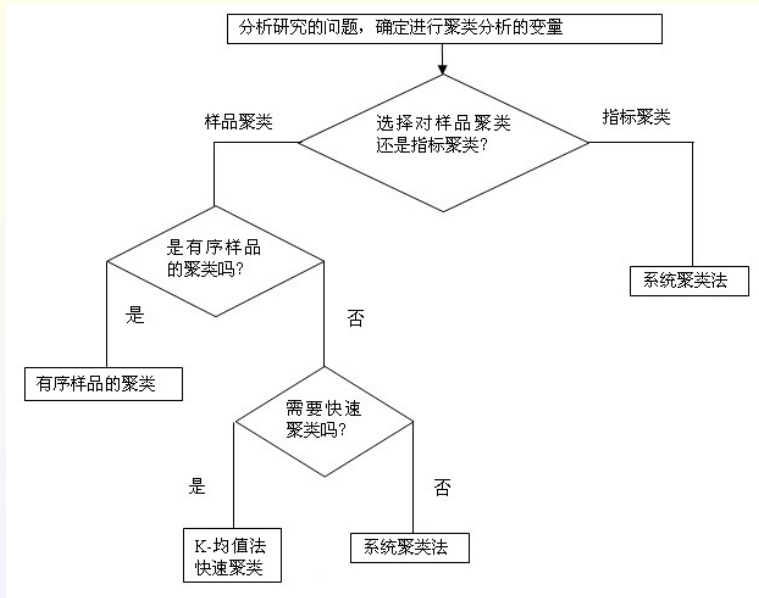 分析研究的问题，确定进行聚类分析的变量
选择对样品聚类
还是指标聚类？
样品聚类
指标聚类
是有序样品
的聚类吗？
系统聚类法
是
否
有序样品的聚类
需要快速
聚类吗？
是
否
K-均值法
快速聚类
系统聚类法